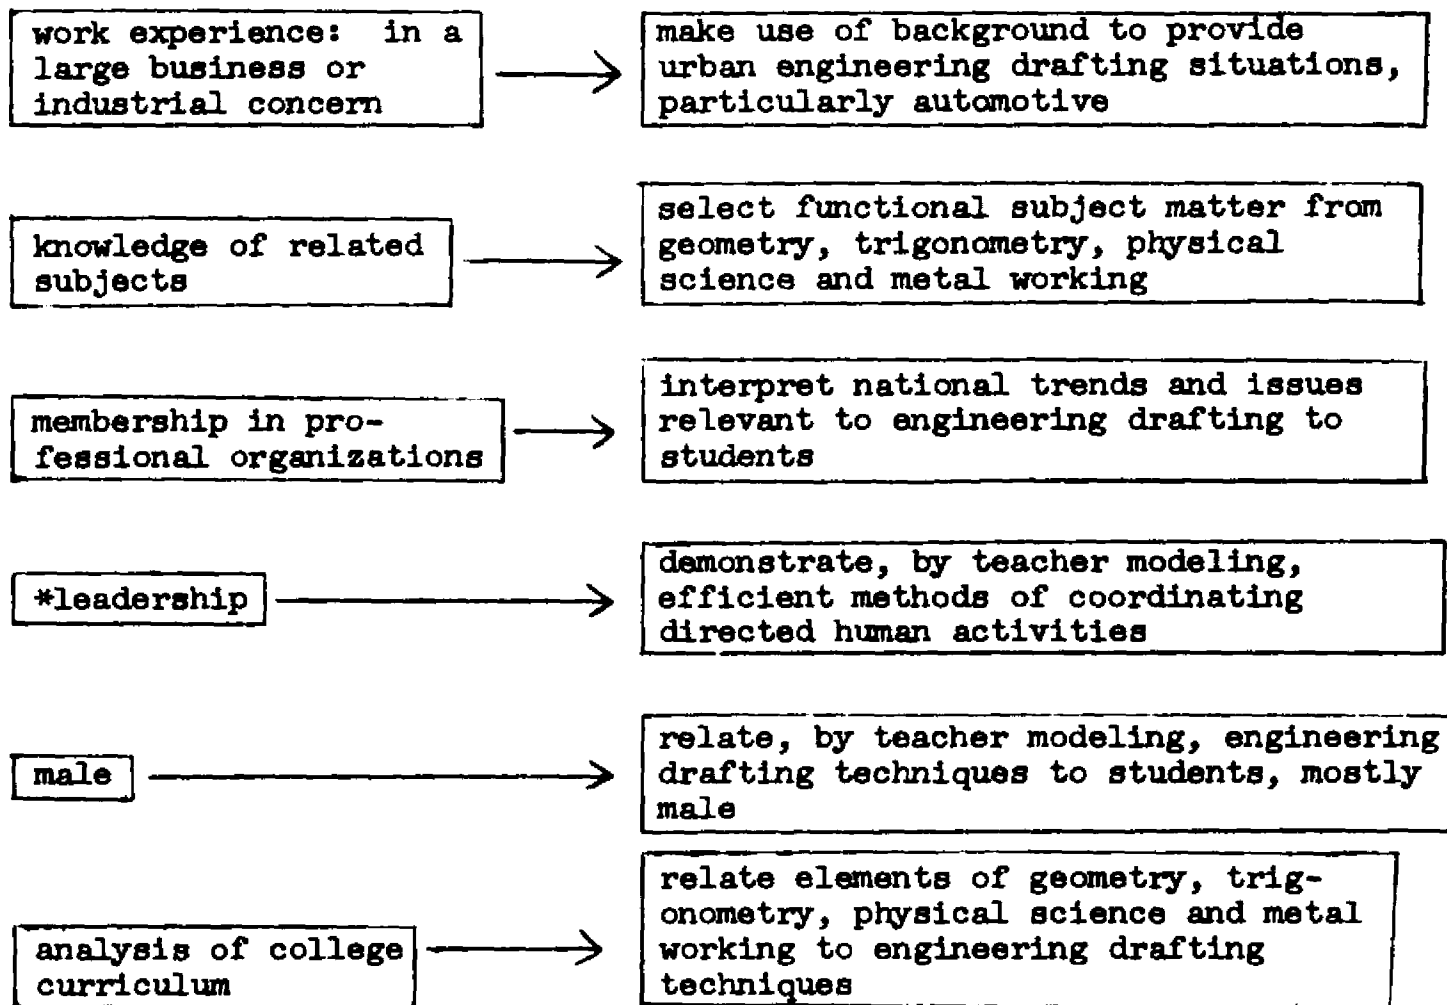 work experience: in a
large business or
industrial concern
make use of background to provide
urban engineering drafting situations,
particularly automotive
knowledge of related
subjects
select functional subject matter from
geometry, trigonometry, physical
science and metal working
membership in pro-
fessional organizations
interpret national trends and issues
relevant to engineering drafting to
students
*leadership
demonstrate, by teacher modeling,
efficient methods of coordinating
directed human activities
male
relate, by teacher modeling, engineering
drafting techniques to students, mostly
male
analysis of college
curriculum
relate elements of geometry, trig-
onometry, physical science and metal
working to engineering drafting
techniques